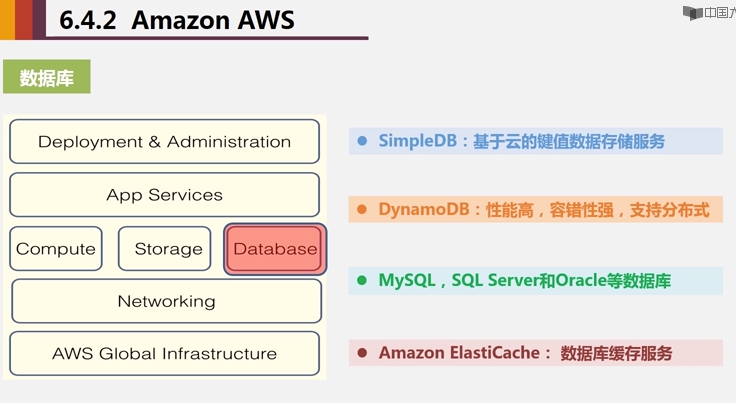 6.4.2 Amazon AWS
中国大
数据库
Deployment & Administration
App Services
Compute
Storage
Database
Networking
AWS Global Infrastructure
SimpleDB：基于云的键值数据存储服务
DynamoDB：性能高，容错性强，支持分布式
MySQL，SQL Server和Oracle等数据库
Amazon ElastiCache： 数据库缓存服务